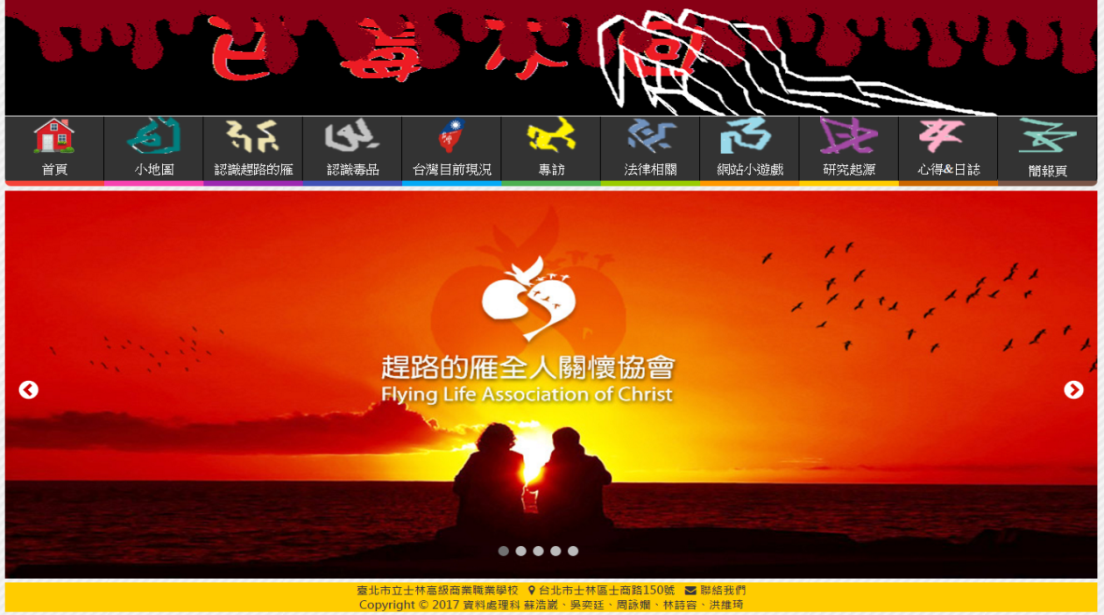 已毒人回
首頁
小地圖
認識趕路的雁
認識毒品
台灣目前現況
專訪
法律相關
網站小遊戲
研究起源
心得&日誌
簡報頁
趕路的雁全人關懷協會
Flying Life Association of Christ
臺北市立士林高級商業職業學校 台北市士林區士商路150號 聯絡我們
Copyright © 2017 資料處理科 蘇浩崴、吳奕廷、周詠嫺、林詩容、洪維琦